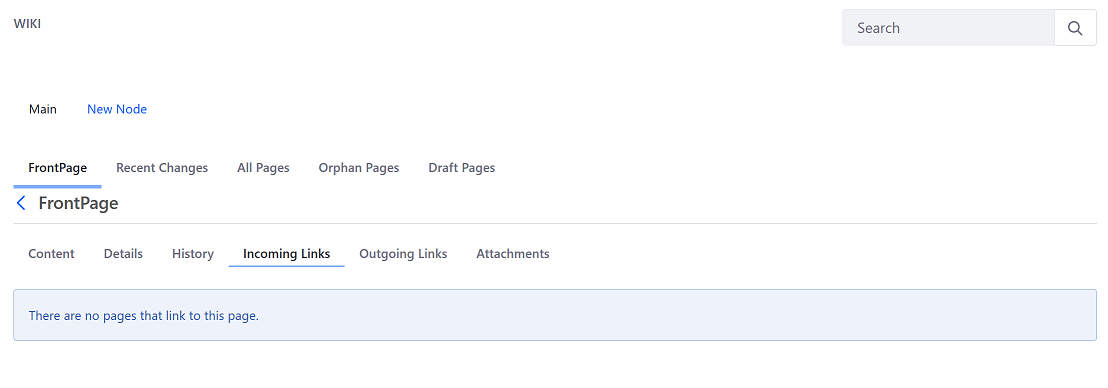 WIKI
Search
Main New Node
FrontPage Recent Changes All Pages Orphan Pages Draft Pages
FrontPage
Content Details History Incoming Links Outgoing Links Attachments
There are no pages that link to this page.